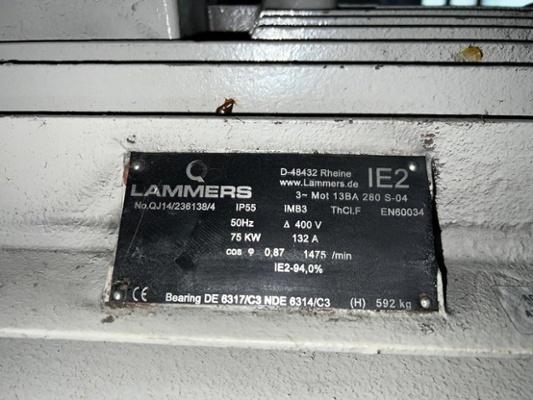 D-48432 Rheine
www.Lammers.de
IE2
LAMMERS
3~ Mot 13BA 280 S-04
No.QJ14/236138/4 IP55 IMB3 ThCl.F EN60034
50Hz Δ 400 V
75 KW 132 A
cos φ 0,87 1475 /min
IE2-94,0%
CE Bearing DE 6317/C3 NDE 6314/C3 (H) 592 kg